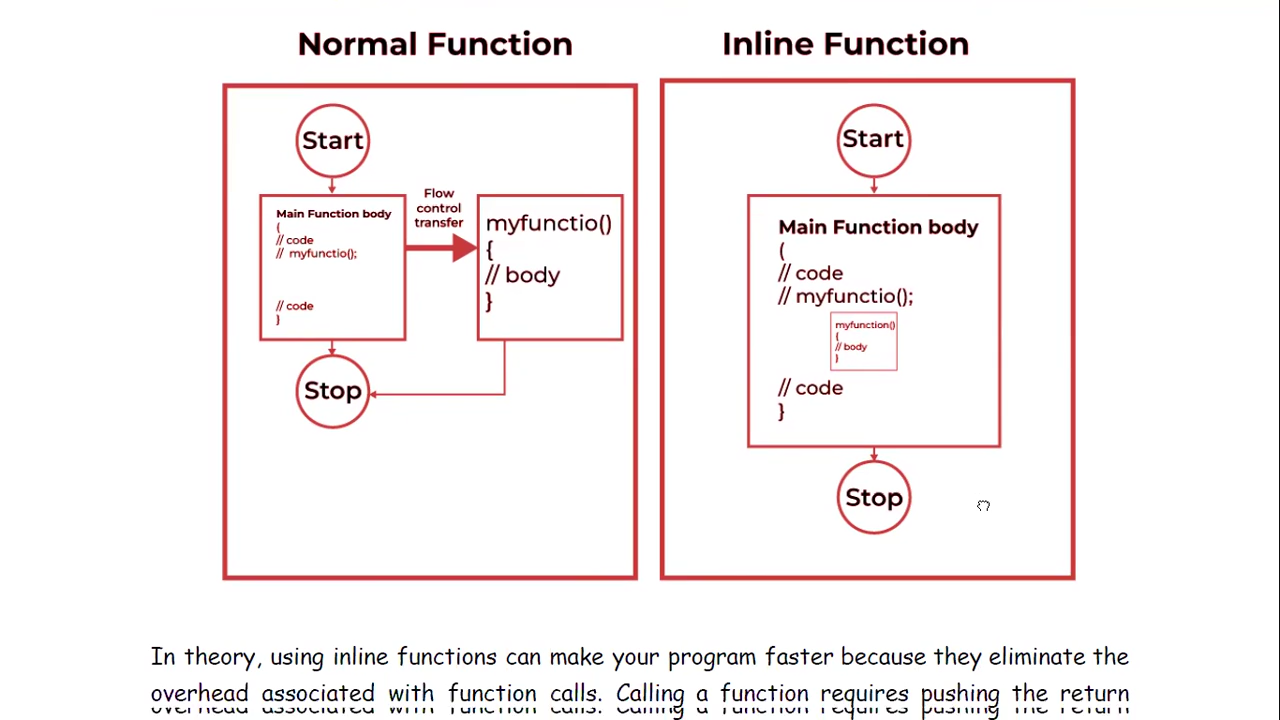 Normal Function
Start
Main Function body
(
// code
// myfunctio();
// code
}
Flow
control
transfer
myfunctio()
{
// body
}
Stop
Inline Function
Start
Main Function body
(
// code
// myfunctio();
myfunction()
{
// body
}
// code
}
Stop
In theory, using inline functions can make your program faster because they eliminate the
overhead associated with function calls. Calling a function requires pushing the return